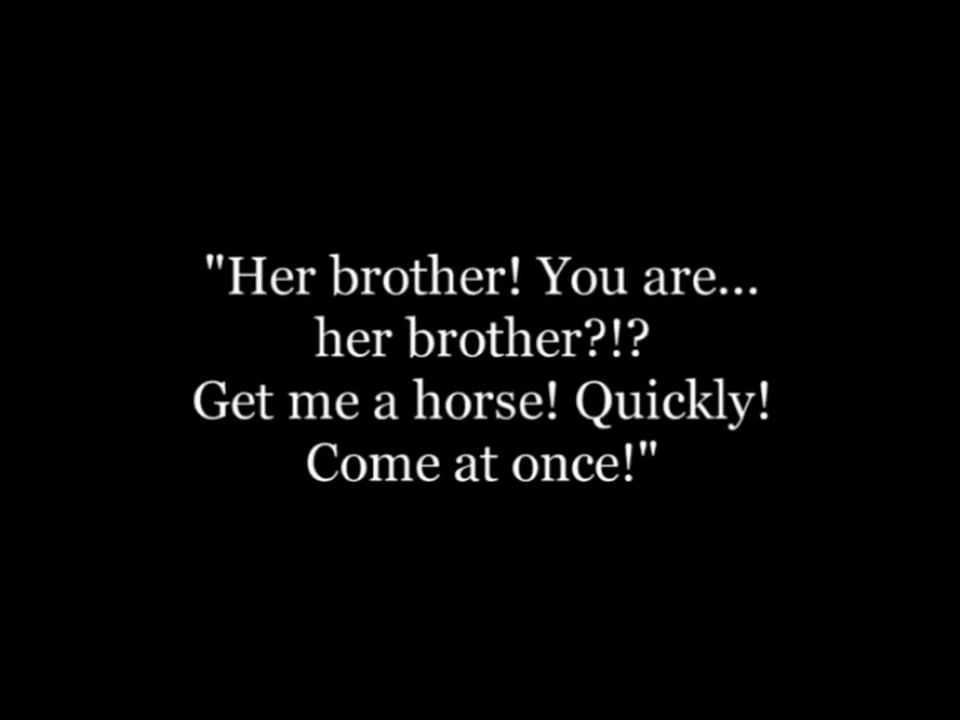 "Her brother! You are...
her brother?!?
Get me a horse! Quickly!
Come at once!"